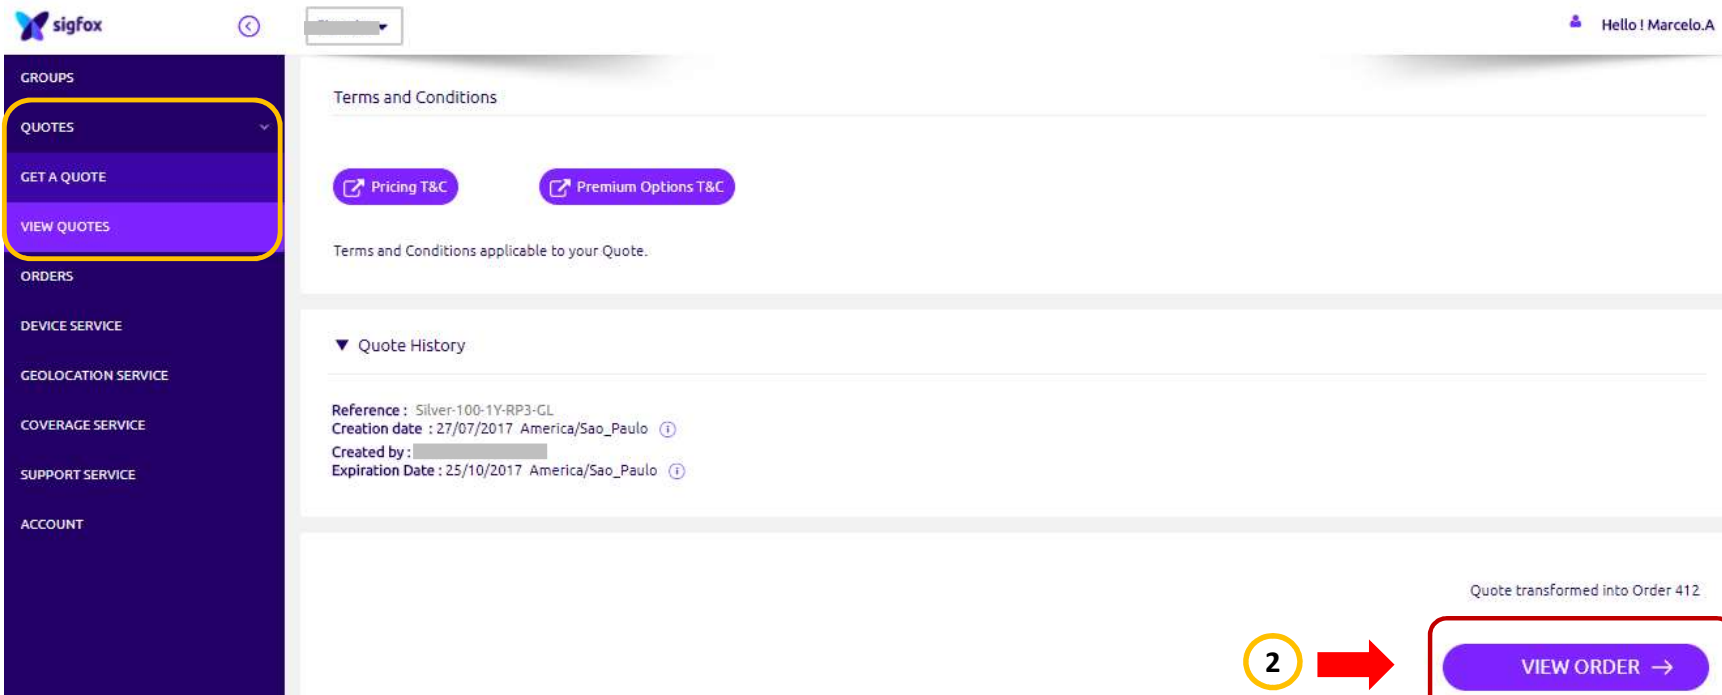 sigfox
Hello ! Marcelo.A
GROUPS
QUOTES
GET A QUOTE
VIEW QUOTES
ORDERS
DEVICE SERVICE
GEOLOCATION SERVICE
COVERAGE SERVICE
SUPPORT SERVICE
ACCOUNT
Terms and Conditions
Pricing T&C
Premium Options T&C
Terms and Conditions applicable to your Quote.
Quote History
Reference : Silver-100-1Y-RP3-GL
Creation date : 27/07/2017 America/Sao_Paulo
Created by :
Expiration Date : 25/10/2017 America/Sao_Paulo
Quote transformed into Order 412
2
VIEW ORDER →